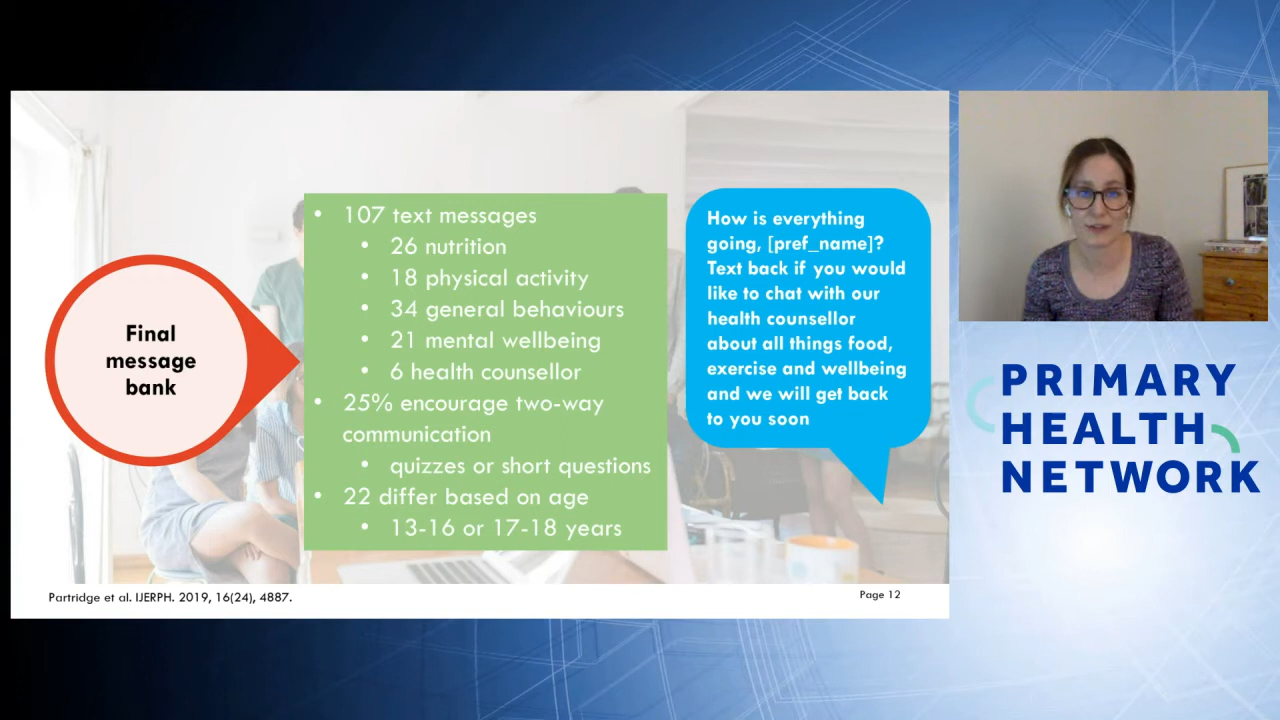 Final
message
bank
• 107 text messages
• 26 nutrition
• 18 physical activity
• 34 general behaviours
• 21 mental wellbeing
• 6 health counsellor
• 25% encourage two-way
communication
• quizzes or short questions
• 22 differ based on age
• 13-16 or 17-18 years
How is everything
going, [pref_name]?
Text back if you would
like to chat with our
health counsellor
about all things food,
exercise and wellbeing
and we will get back
to you soon
Partridge et al. IJERPH. 2019, 16(24), 4887.
Page 12
PRIMARY
HEALTH
NETWORK